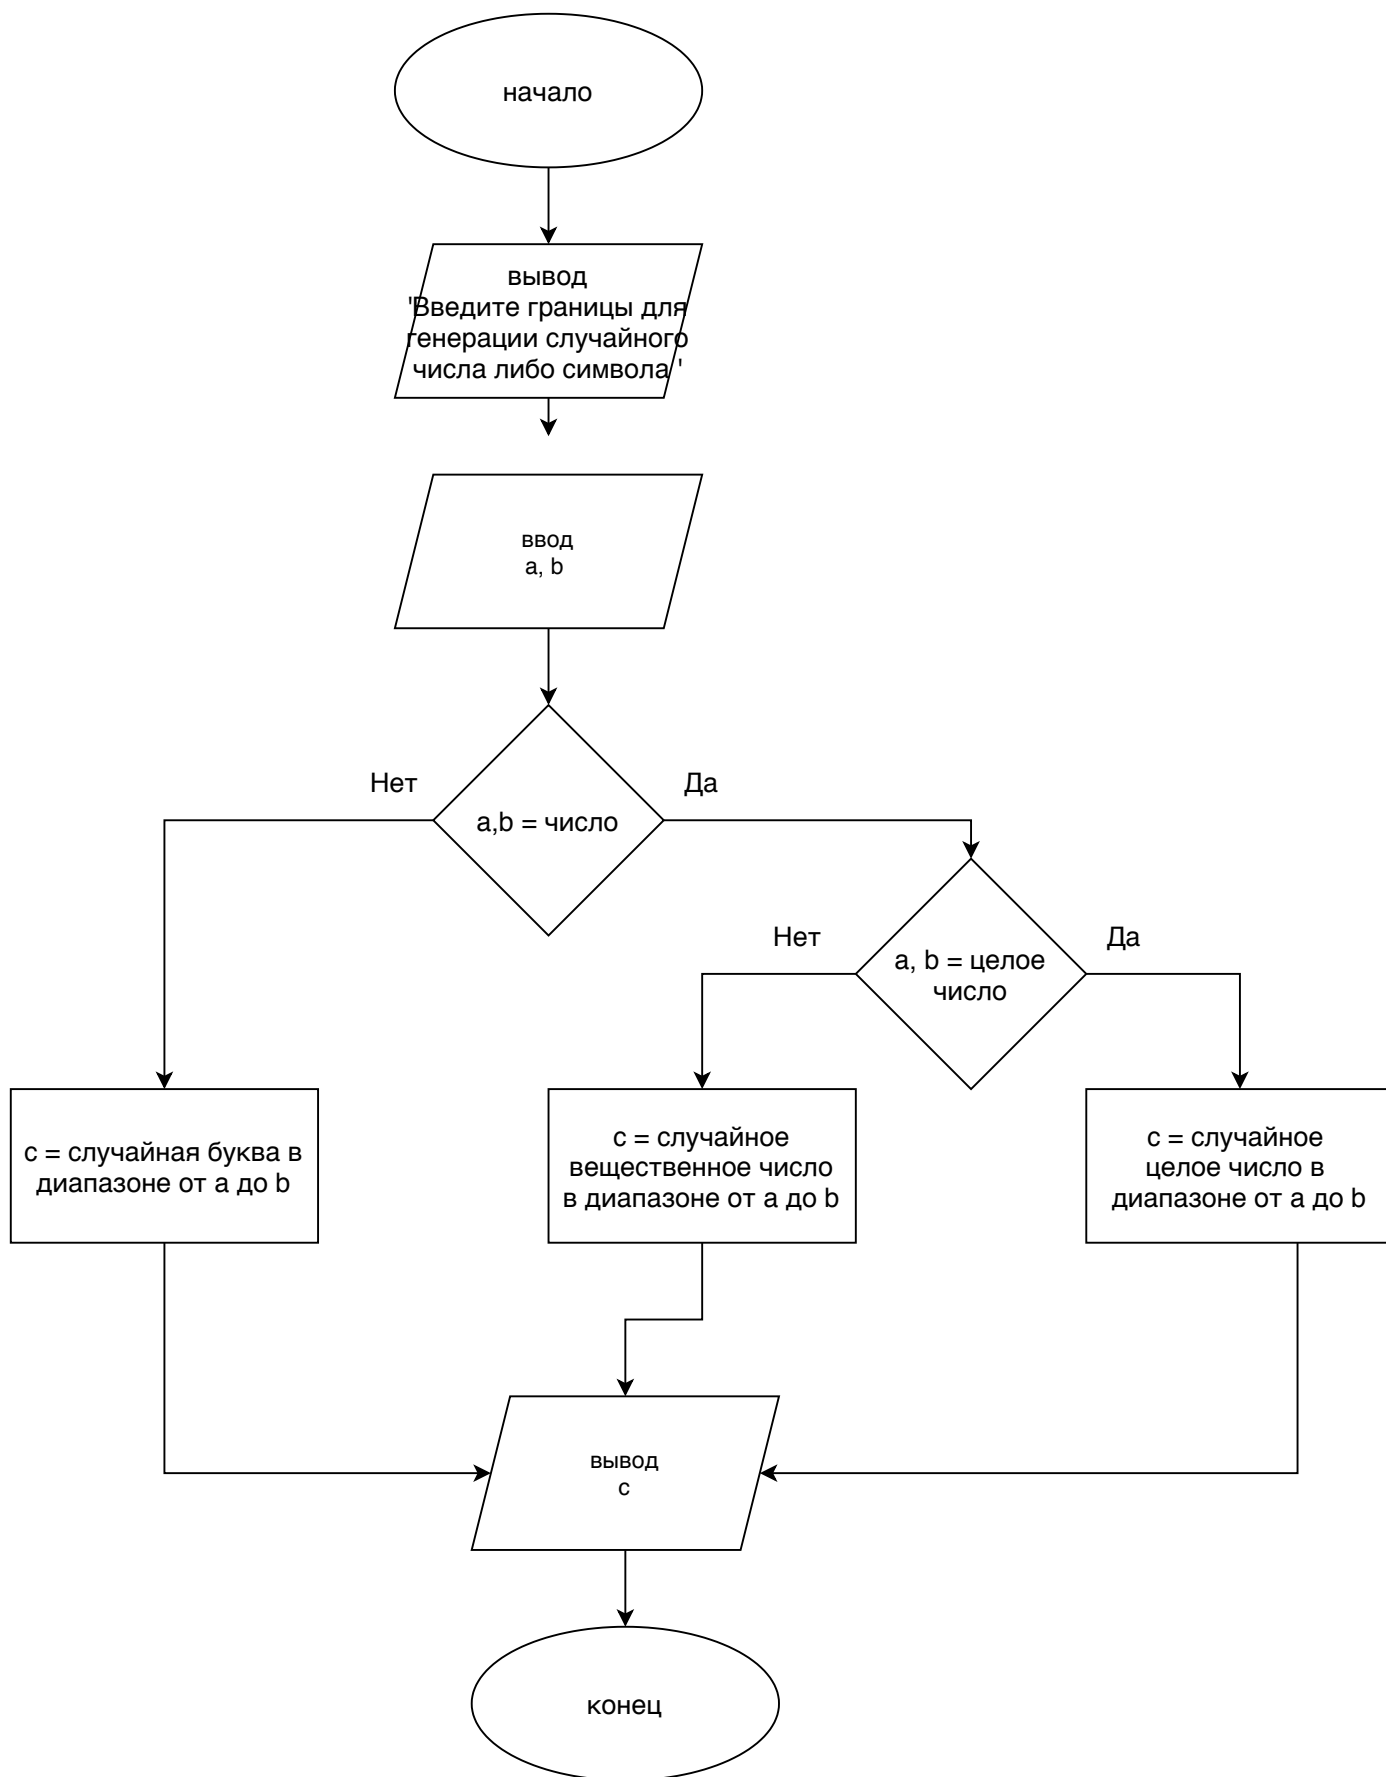 начало
вывод
'Введите границы для
генерации случайного
числа либо символа '
ввод
a, b
Нет
Да
a,b = число
Нет
Да
a, b = целое
число
c = случайная буква в
диапазоне от a до b
c = случайное
вещественное число
в диапазоне от a до b
c = случайное
целое число в
диапазоне от a до b
вывод
c
конец